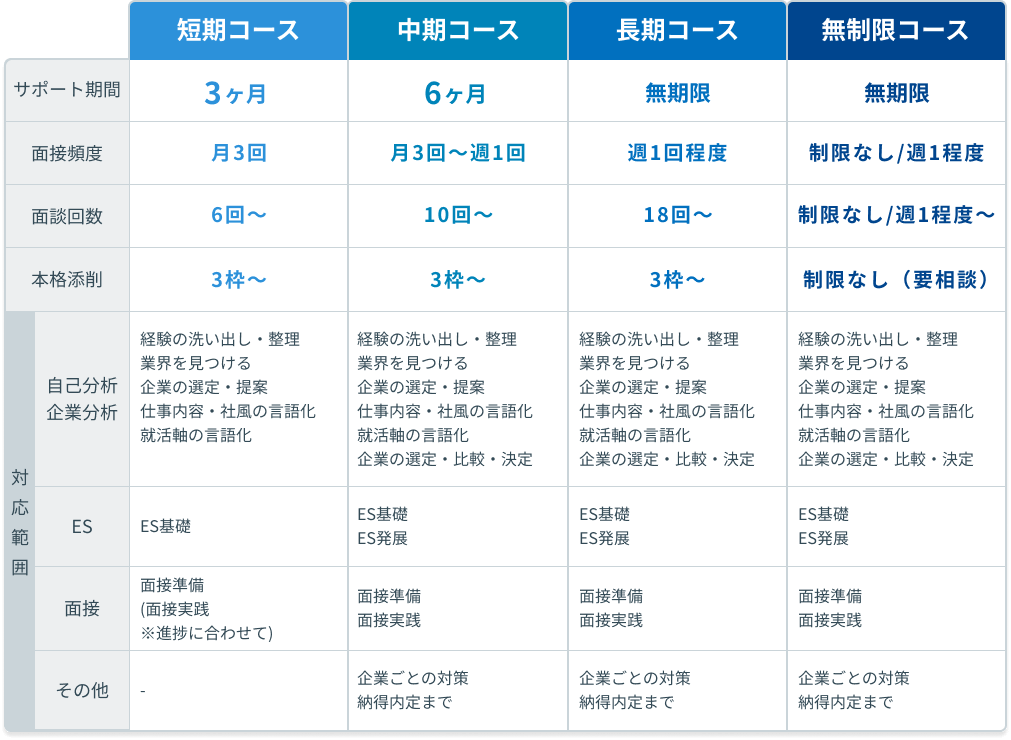 短期コース 中期コース 長期コース 無制限コース
サポート期間 3ヶ月 6ヶ月 無期限 無期限
面接頻度 月3回 月3回〜週1回 週1回程度 制限なし/週1程度
面談回数 6回〜 10回〜 18回〜 制限なし/週1程度〜
本格添削 3枠〜 3枠〜 3枠〜 制限なし（要相談）
対応範囲
自己分析
企業分析
経験の洗い出し・整理
業界を見つける
企業の選定・提案
仕事内容・社風の言語化
就活軸の言語化
経験の洗い出し・整理
業界を見つける
企業の選定・提案
仕事内容・社風の言語化
就活軸の言語化
企業の選定・比較・決定
経験の洗い出し・整理
業界を見つける
企業の選定・提案
仕事内容・社風の言語化
就活軸の言語化
企業の選定・比較・決定
経験の洗い出し・整理
業界を見つける
企業の選定・提案
仕事内容・社風の言語化
就活軸の言語化
企業の選定・比較・決定
ES
ES基礎
ES基礎
ES発展
ES基礎
ES発展
ES基礎
ES発展
面接
面接準備
(面接実践
※進捗に合わせて)
面接準備
面接実践
面接準備
面接実践
面接準備
面接実践
その他
-
企業ごとの対策
納得内定まで
企業ごとの対策
納得内定まで
企業ごとの対策
納得内定まで